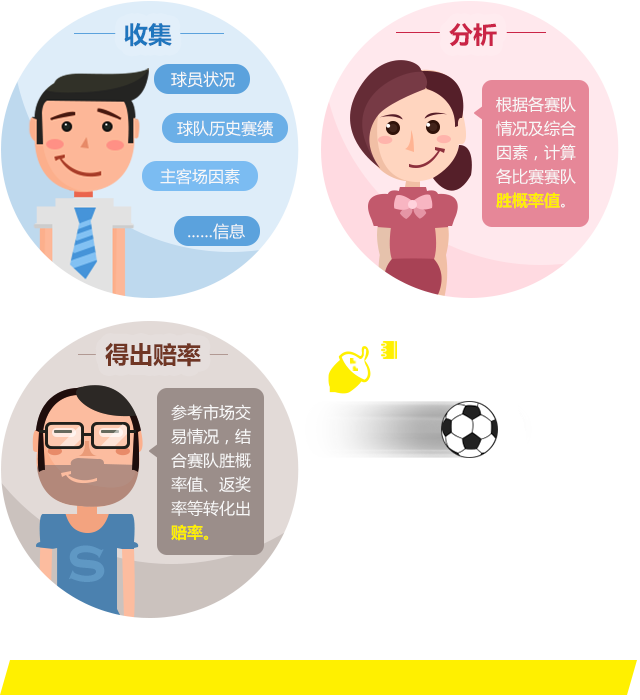 收集
球员状况
球队历史赛绩
主客场因素
......信息
分析
根据各赛队
情况及综合
因素，计算
各比赛赛队
胜概率值。
得出赔率
参考市场交
易情况，结
合赛队胜概
率值、返奖
率等转化出
赔率。
S